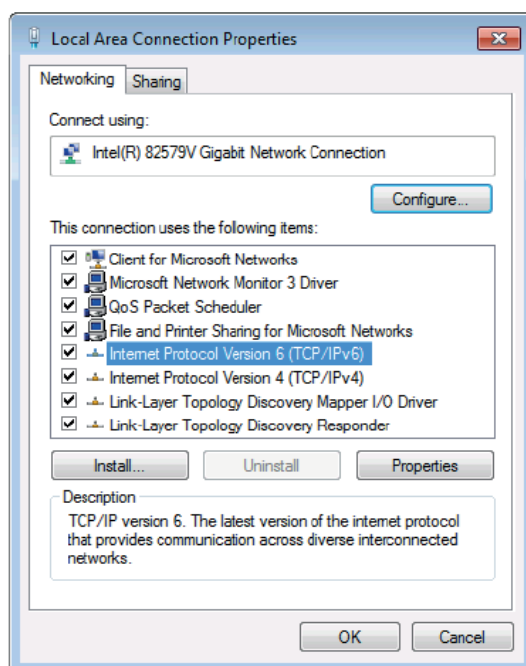 Local Area Connection Properties
Networking
Sharing
Connect using:
Intel(R) 82579V Gigabit Network Connection
Configure...
This connection uses the following items:
Client for Microsoft Networks
Microsoft Network Monitor 3 Driver
QoS Packet Scheduler
File and Printer Sharing for Microsoft Networks
Internet Protocol Version 6 (TCP/IPv6)
Internet Protocol Version 4 (TCP/IPv4)
Link-Layer Topology Discovery Mapper I/O Driver
Link-Layer Topology Discovery Responder
Install...
Uninstall
Properties
Description
TCP/IP version 6. The latest version of the internet protocol
that provides communication across diverse interconnected
networks.
OK
Cancel